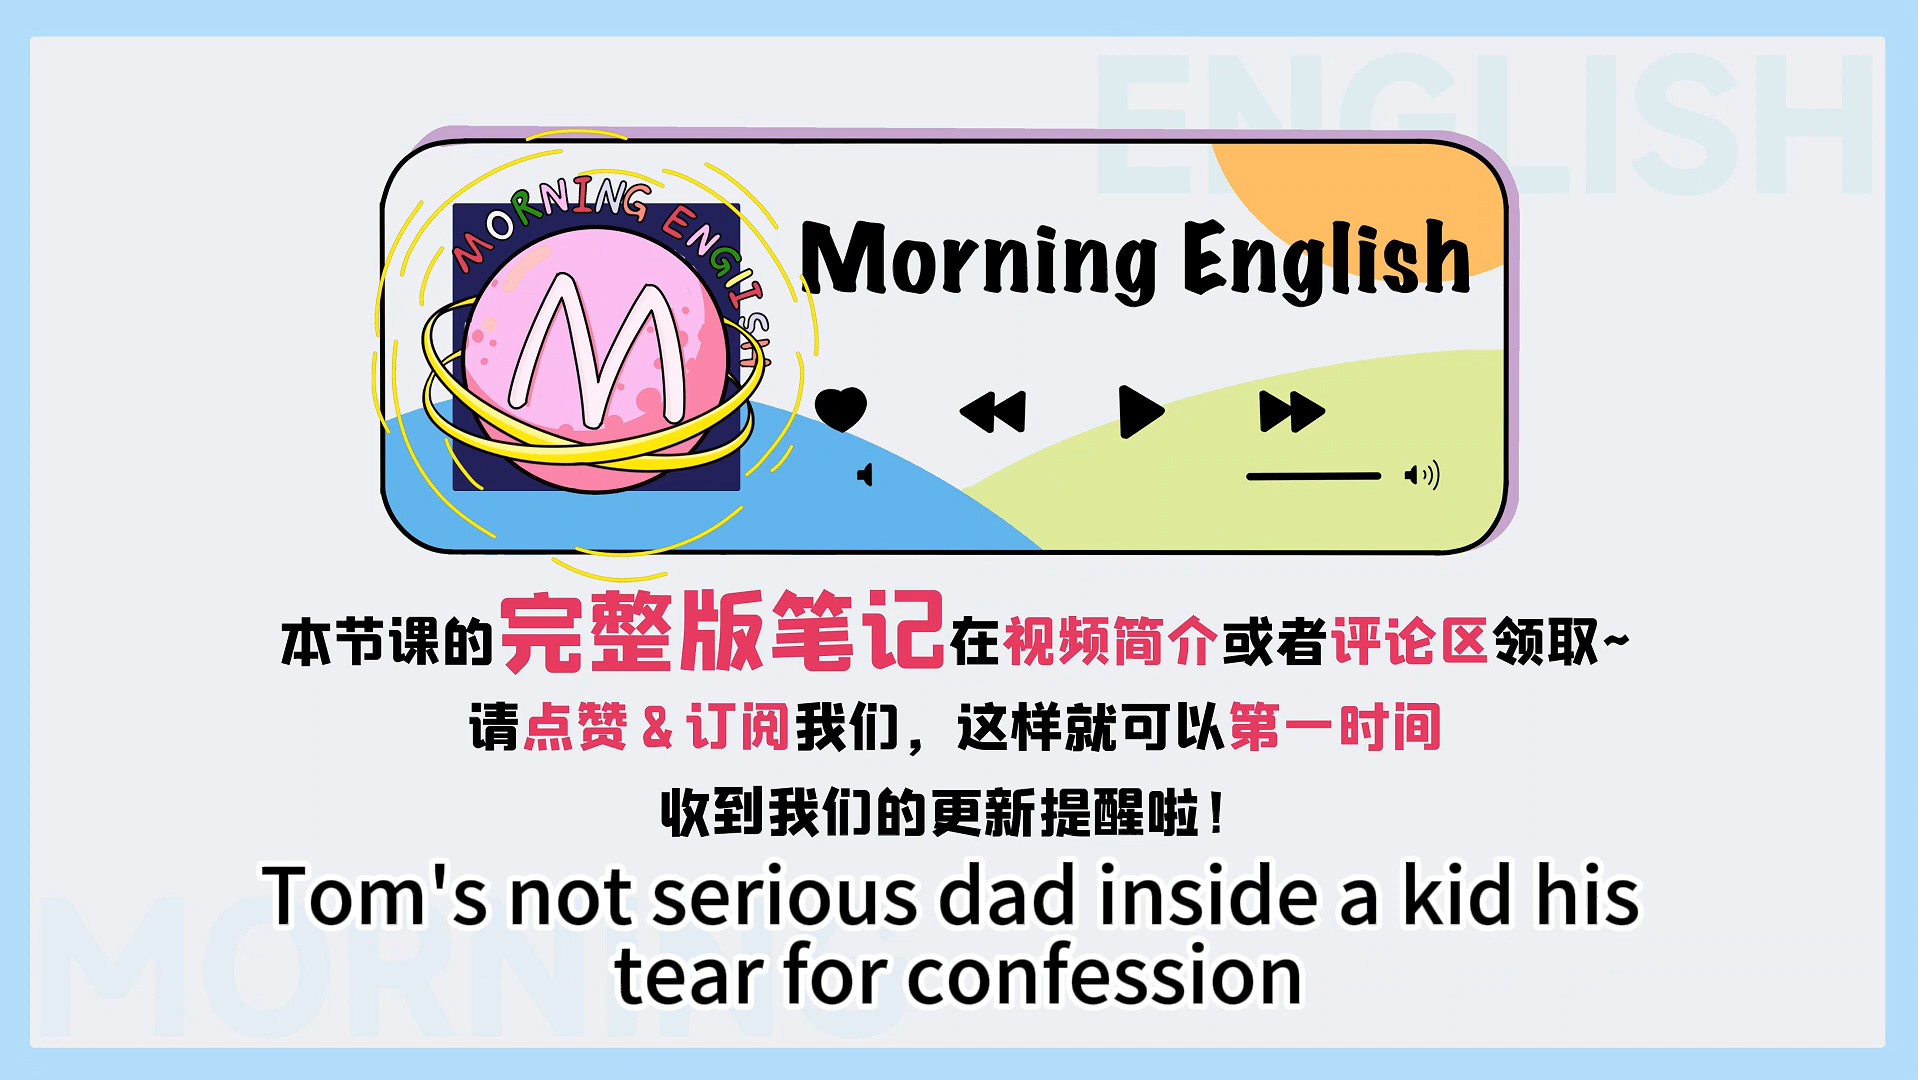 ENGLISH
MORNING ENGLISH
M
Morning English
本节课的完整版笔记在视频简介或者评论区领取~
请点赞&订阅我们，这样就可以第一时间
收到我们的更新提醒啦！
Tom's not serious dad inside a kid his
tear for confession
MORNING